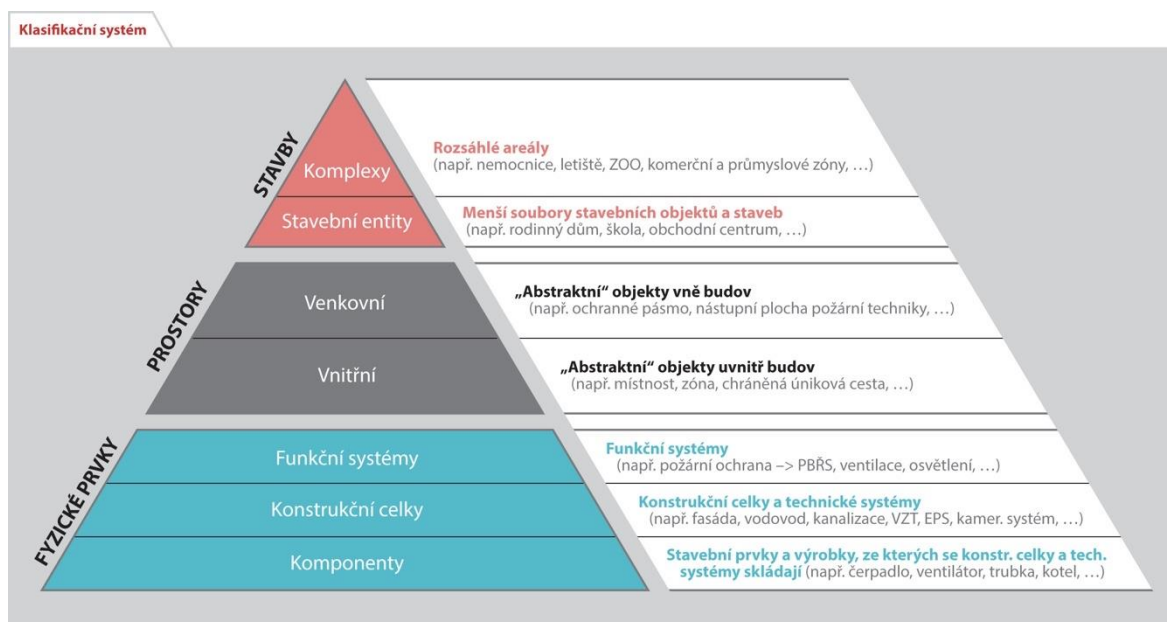 Klasifikační systém
STAVBY
Komplexy
Rozsáhlé areály
(např. nemocnice, letiště, ZOO, komerční a průmyslové zóny, …)
Stavební entity
Menší soubory stavebních objektů a staveb
(např. rodinný dům, škola, obchodní centrum, …)
PROSTORY
Venkovní
„Abstraktní“ objekty vně budov
(např. ochranné pásmo, nástupní plocha požární techniky, …)
Vnitřní
„Abstraktní“ objekty uvnitř budov
(např. místnost, zóna, chráněná úniková cesta, …)
FYZICKÉ PRVKY
Funkční systémy
Funkční systémy
(např. požární ochrana –> PBŘS, ventilace, osvětlení, …)
Konstrukční celky
Konstrukční celky a technické systémy
(např. fasáda, vodovod, kanalizace, VZT, EPS, kamer. systém, …)
Komponenty
Stavební prvky a výrobky, ze kterých se konstr. celky a tech.
systémy skládají (např. čerpadlo, ventilátor, trubka, kotel, …)